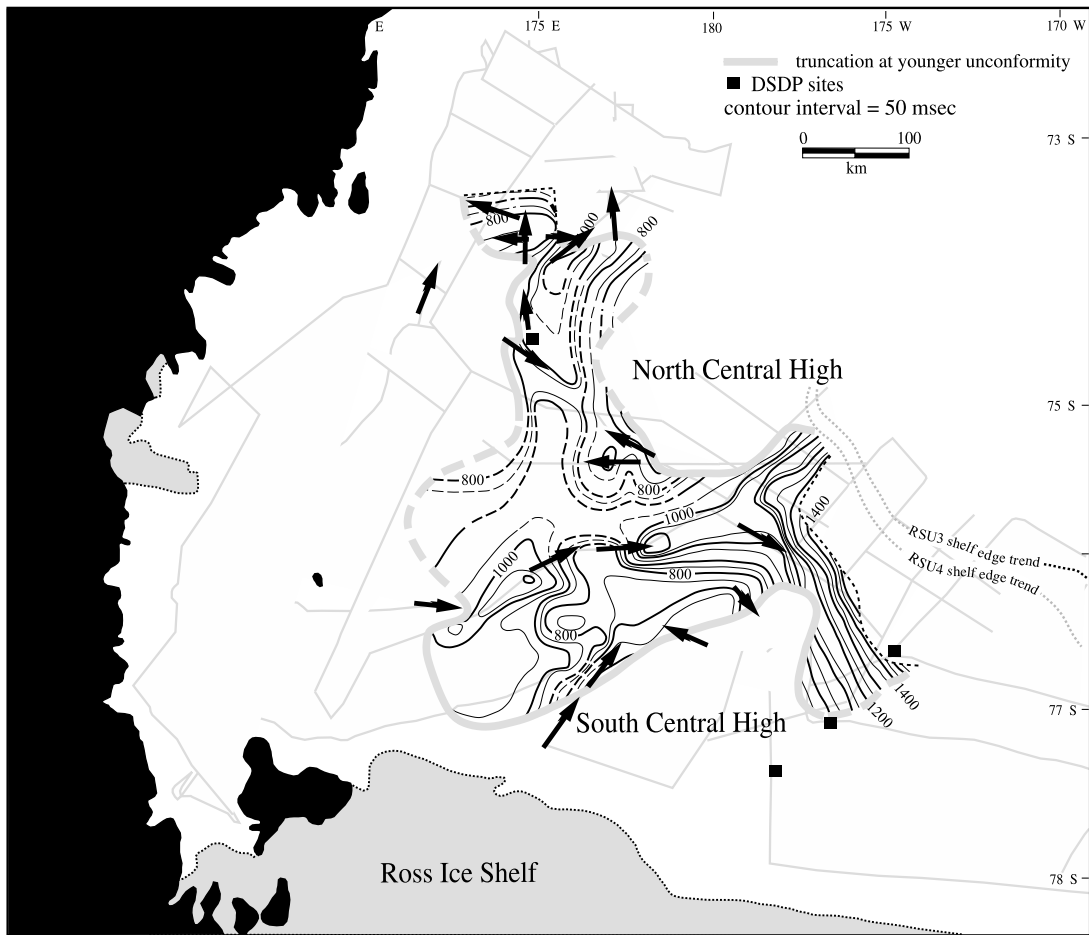 E
175 E
180
175 W
170 W
truncation at younger unconformity
DSDP sites
contour interval = 50 msec
0 100
km
73 S
800
800
North Central High
75 S
800
800
1000
1400
RSU3 shelf edge trend
RSU4 shelf edge trend
1000
800
800
South Central High
1400
1200
77 S
Ross Ice Shelf
78 S